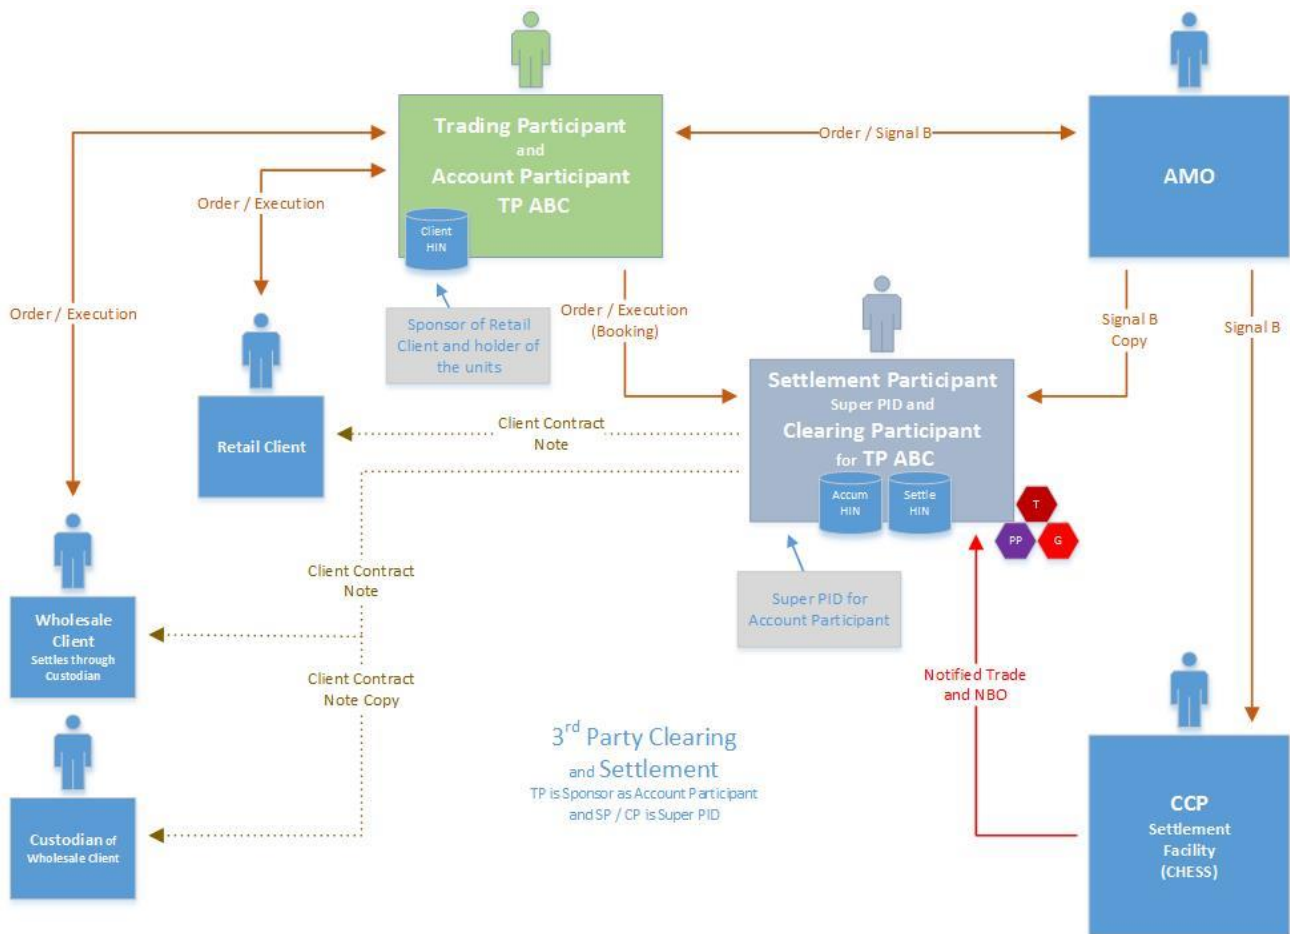 Trading Participant
and
Account Participant
TP ABC
Client
HIN
Order / Signal B
AMO
Order / Execution
Order / Execution
Sponsor of Retail
Client and holder of
the units
Order / Execution
(Booking)
Signal B
Copy
Signal B
Retail Client
Client Contract
Note
Settlement Participant
Super PID and
Clearing Participant
for TP ABC
Accum
HIN
Settle
HIN
T
PP
G
Client Contract
Note
Super PID for
Account Participant
Wholesale
Client
Settles through
Custodian
Client Contract
Note Copy
Notified Trade
and NBO
3rd Party Clearing
and Settlement
TP is Sponsor as Account Participant
and SP / CP is Super PID
Custodian of
Wholesale Client
CCP
Settlement
Facility
(CHESS)